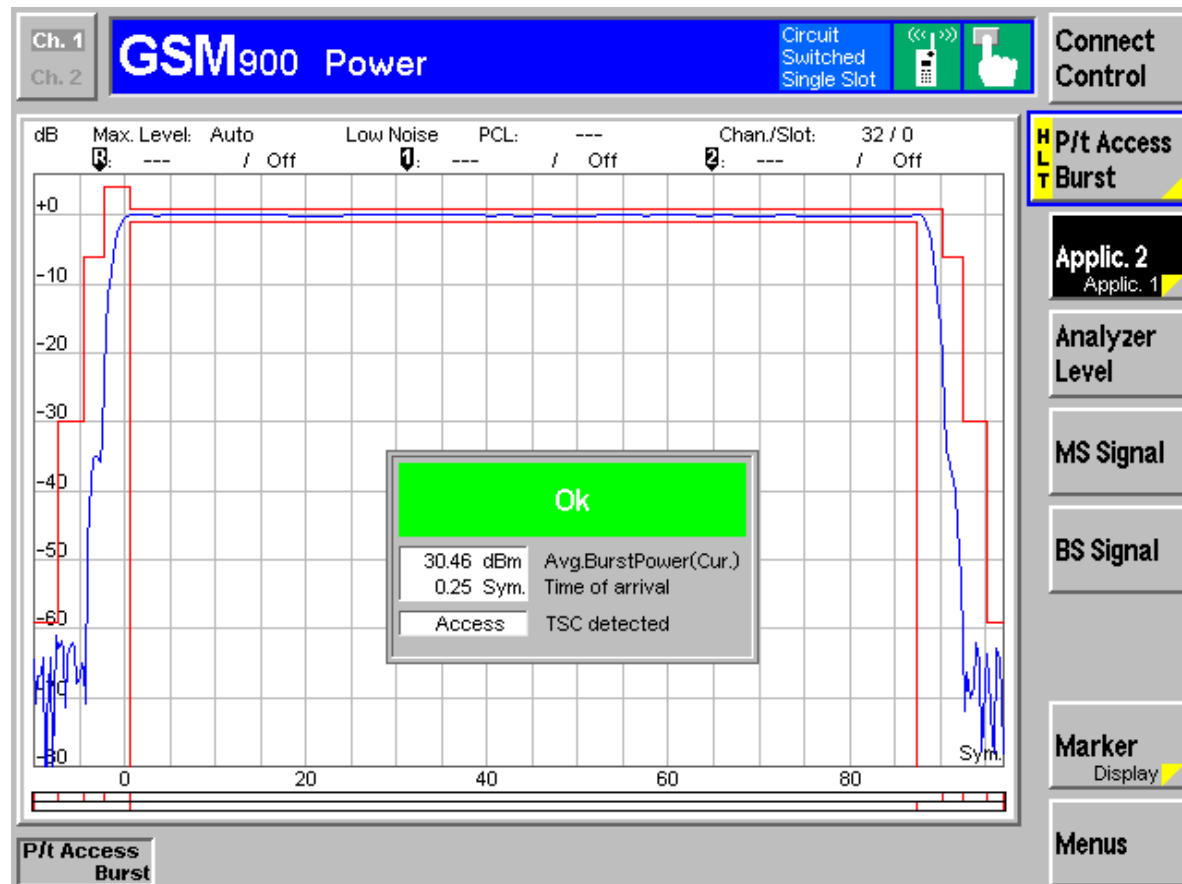 Ch. 1
Ch. 2
GSM900 Power
Circuit
Switched
Single Slot
Connect
Control
dB Max. Level: Auto Low Noise PCL: --- Chan./Slot: 32 / 0
R: --- / Off 1: --- / Off 2: --- / Off
HLT
P/t Access
Burst
Applic. 2
Applic. 1
Analyzer
Level
MS Signal
BS Signal
Marker
Display
Menus
+0
-10
-20
-30
-40
-50
-60
-70
-80
Ok
30.46 dBm Avg.BurstPower(Cur.)
0.25 Sym. Time of arrival
Access TSC detected
Sym.
0 20 40 60 80
P/t Access
Burst